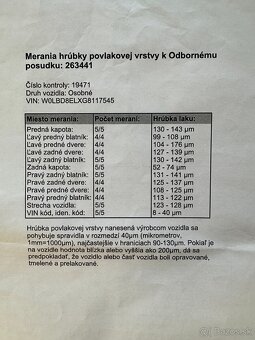 Merania hrúbky povlakovej vrstvy k Odbornému
posudku: 263441
Číslo kontroly: 19471
Druh vozidla: Osobné
VIN: W0LBD8ELXG8117545
Miesto merania: Počet meraní: Hrúbka laku:
Predná kapota: 5/5 130 - 143 µm
Ľavý predný blatník: 4/4 99 - 108 µm
Ľavé predné dvere: 4/4 104 - 176 µm
Ľavé zadné dvere: 4/4 127 - 139 µm
Ľavý zadný blatník: 5/5 129 - 136 µm
Zadná kapota: 5/5 52 - 74 µm
Pravý zadný blatník: 5/5 131 - 141 µm
Pravé zadné dvere: 4/4 125 - 137 µm
Pravé predné dvere: 4/4 108 - 135 µm
Pravý predný blatník: 4/4 113 - 122 µm
Strecha vozidla: 5/5 123 - 128 µm
VIN kód, iden. kód: 5/5 8 - 40 µm
Hrúbka povlakovej vrstvy nanesená výrobcom vozidla sa
pohybuje spravidla v rozmedzí 40µm (mikrometrov,
1mm=1000µm), najčastejšie v hraniciach 90-130µm. Pokiaľ je
na vozidle hodnota blízka alebo vyššia ako 200µm, dá sa
predpokladať, že vozidlo alebo časť vozidla boli opravované,
tmelené a prelakované.